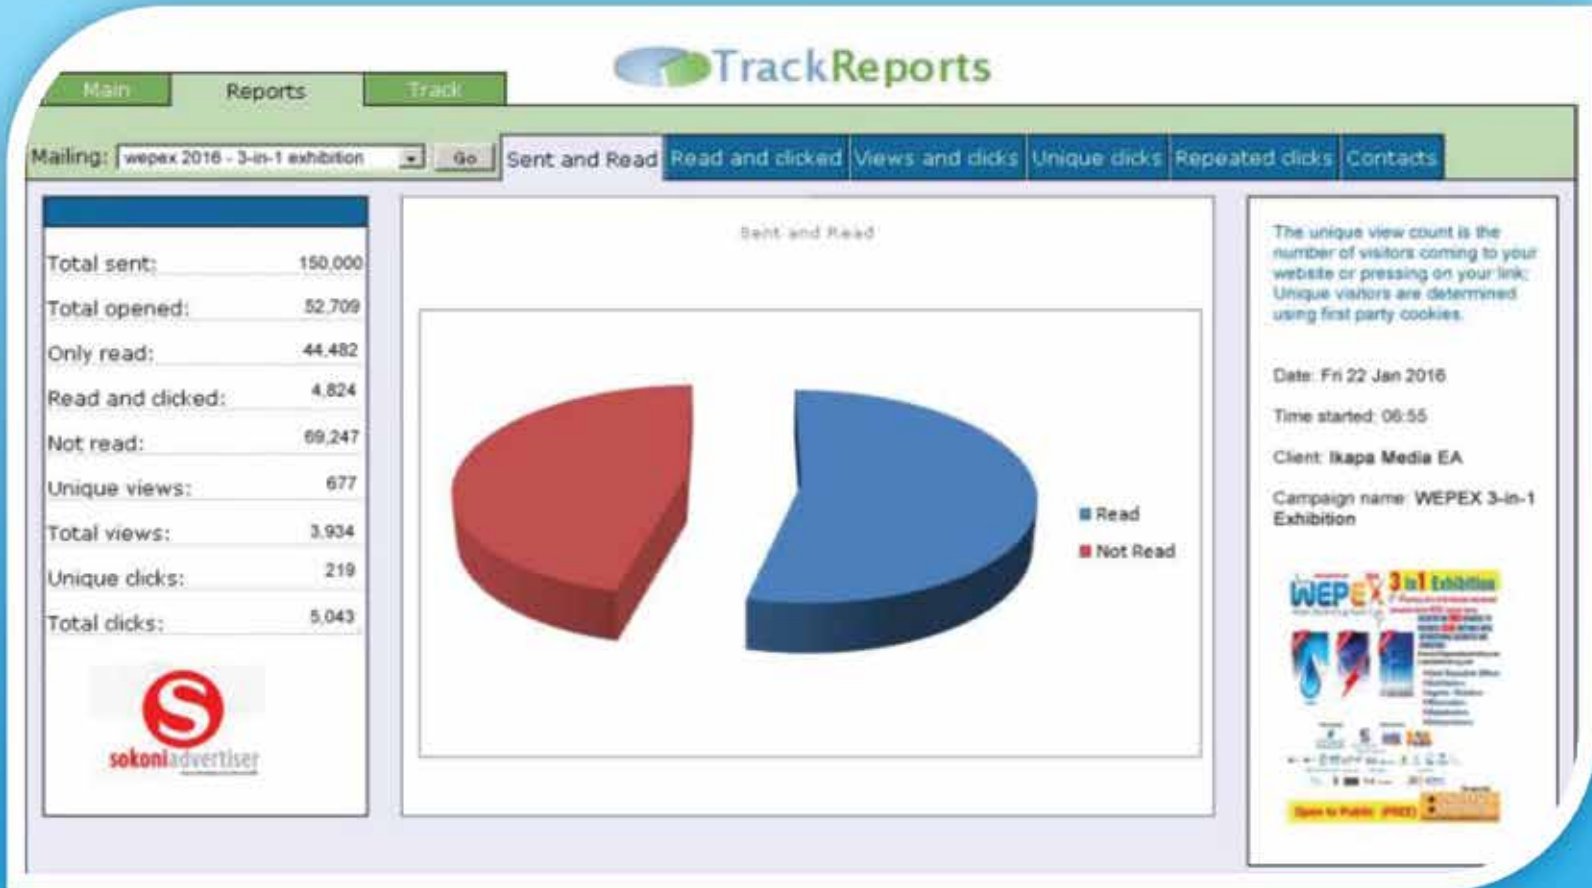 TrackReports
Main Reports Track
Mailing: wepex 2016 - 3-in-1 exhibition Go Sent and Read Read and clicked Views and clicks Unique clicks Repeated clicks Contacts
Total sent: 150,000
Total opened: 52,709
Only read: 44,482
Read and clicked: 4,824
Not read: 69,247
Unique views: 677
Total views: 3,934
Unique clicks: 219
Total clicks: 5,043
sokoniadvertiser
Sent and Read
Read
Not Read
The unique view count is the
number of visitors coming to your
website or pressing on your link;
Unique visitors are determined
using first party cookies.
Date: Fri 22 Jan 2016
Time started: 06:55
Client: Ikapa Media EA
Campaign name: WEPEX 3-in-1
Exhibition
WEPEX 3 in 1 Exhibition
Open to Public (FREE)